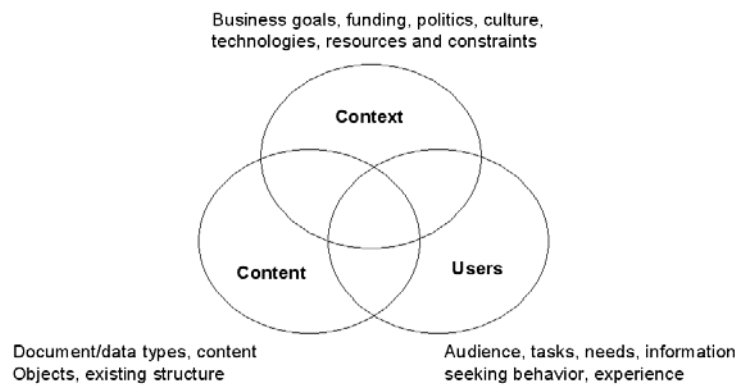 Business goals, funding, politics, culture,
technologies, resources and constraints
Context
Content
Users
Document/data types, content
Objects, existing structure
Audience, tasks, needs, information
seeking behavior, experience